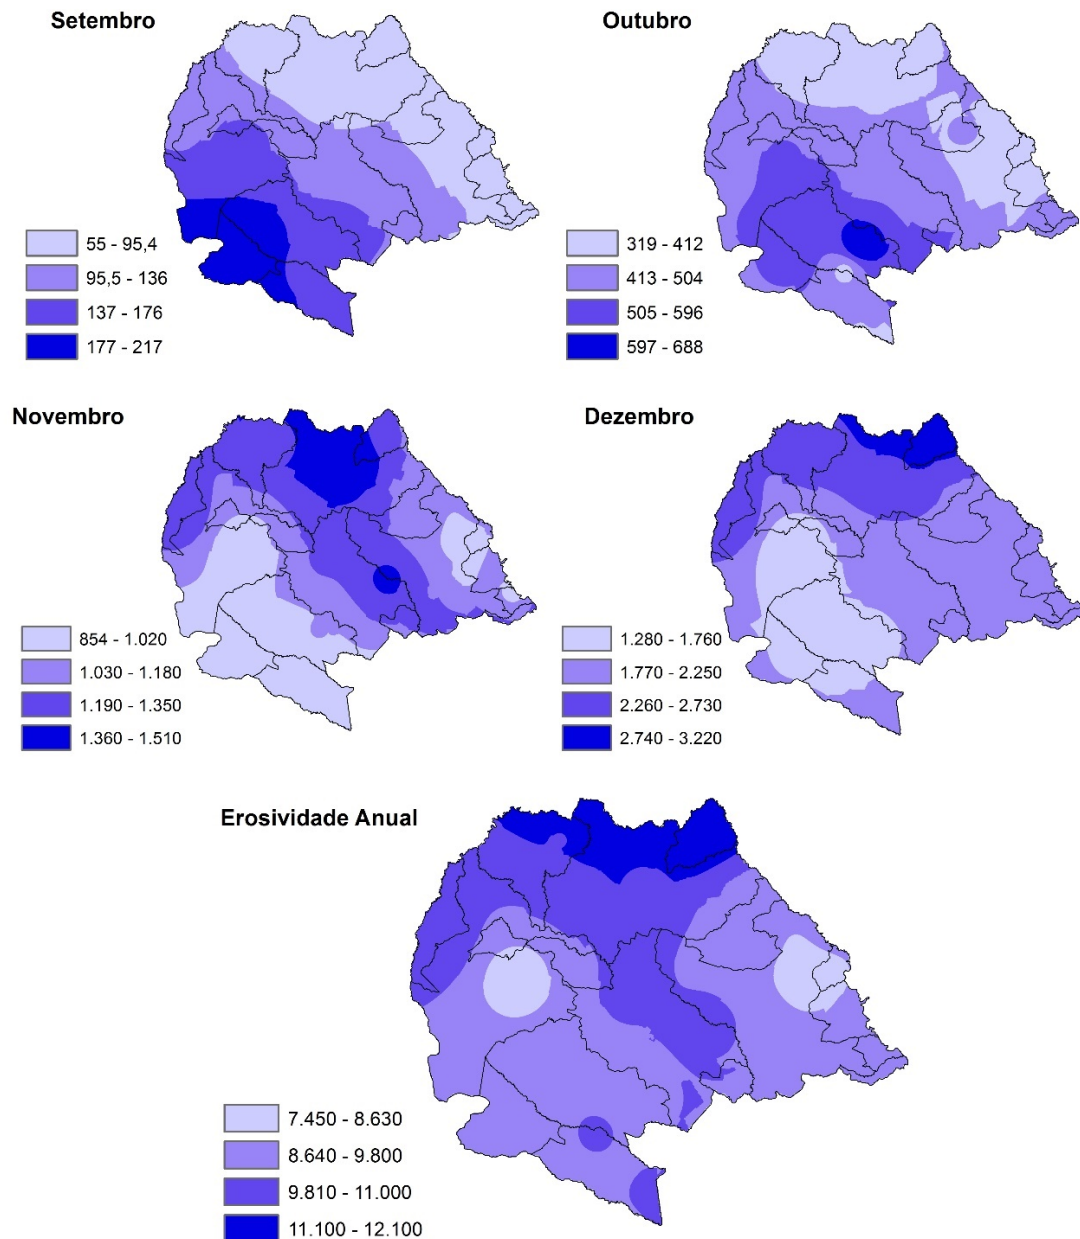 Setembro
55 - 95,4
95,5 - 136
137 - 176
177 - 217
Outubro
319 - 412
413 - 504
505 - 596
597 - 688
Novembro
854 - 1.020
1.030 - 1.180
1.190 - 1.350
1.360 - 1.510
Dezembro
1.280 - 1.760
1.770 - 2.250
2.260 - 2.730
2.740 - 3.220
Erosividade Anual
7.450 - 8.630
8.640 - 9.800
9.810 - 11.000
11.100 - 12.100